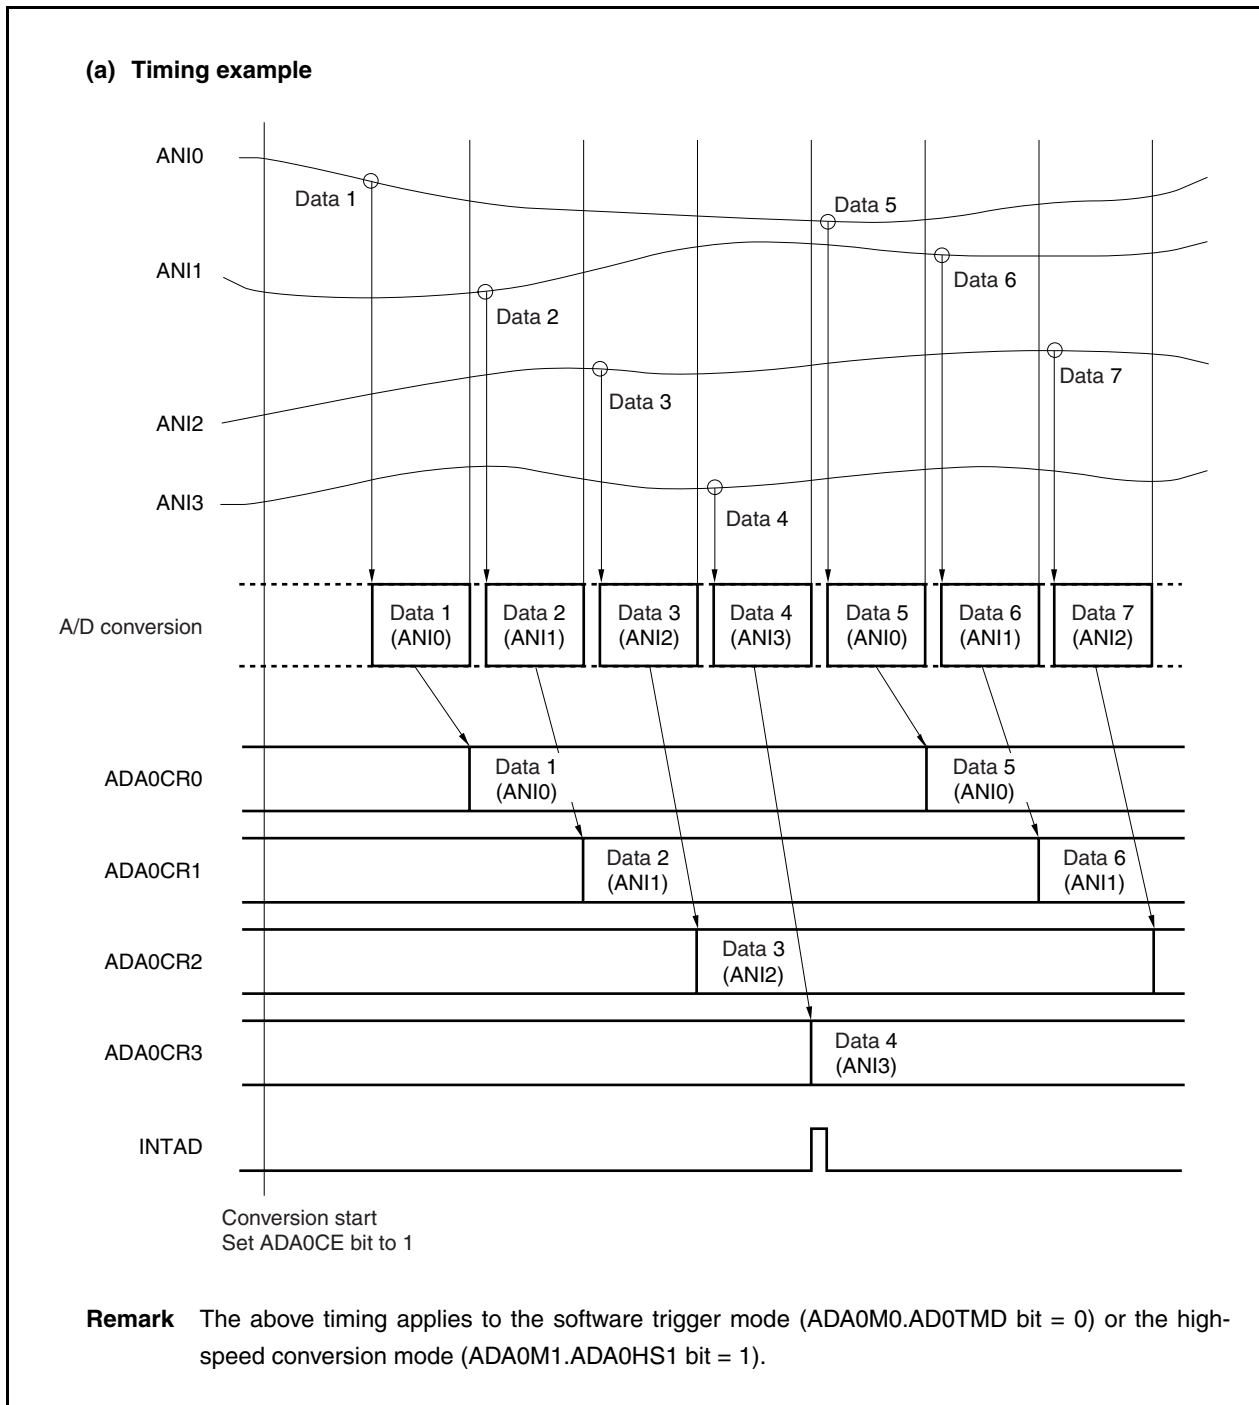 (a) Timing example
ANI0
Data 1
Data 5
ANI1
Data 2
Data 6
ANI2
Data 3
Data 7
ANI3
Data 4
A/D conversion
Data 1
(ANI0)
Data 2
(ANI1)
Data 3
(ANI2)
Data 4
(ANI3)
Data 5
(ANI0)
Data 6
(ANI1)
Data 7
(ANI2)
ADA0CR0
Data 1
(ANI0)
Data 5
(ANI0)
ADA0CR1
Data 2
(ANI1)
Data 6
(ANI1)
ADA0CR2
Data 3
(ANI2)
ADA0CR3
Data 4
(ANI3)
INTAD
Conversion start
Set ADA0CE bit to 1
Remark The above timing applies to the software trigger mode (ADA0M0.AD0TMD bit = 0) or the high-
speed conversion mode (ADA0M1.ADA0HS1 bit = 1).